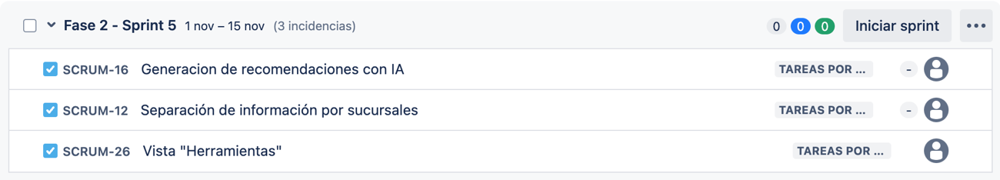 Fase 2 - Sprint 5 1 nov – 15 nov (3 incidencias) 0 0 0 Iniciar sprint
SCRUM-16 Generacion de recomendaciones con IA TAREAS POR ... -
SCRUM-12 Separación de información por sucursales TAREAS POR ... -
SCRUM-26 Vista "Herramientas" TAREAS POR ...